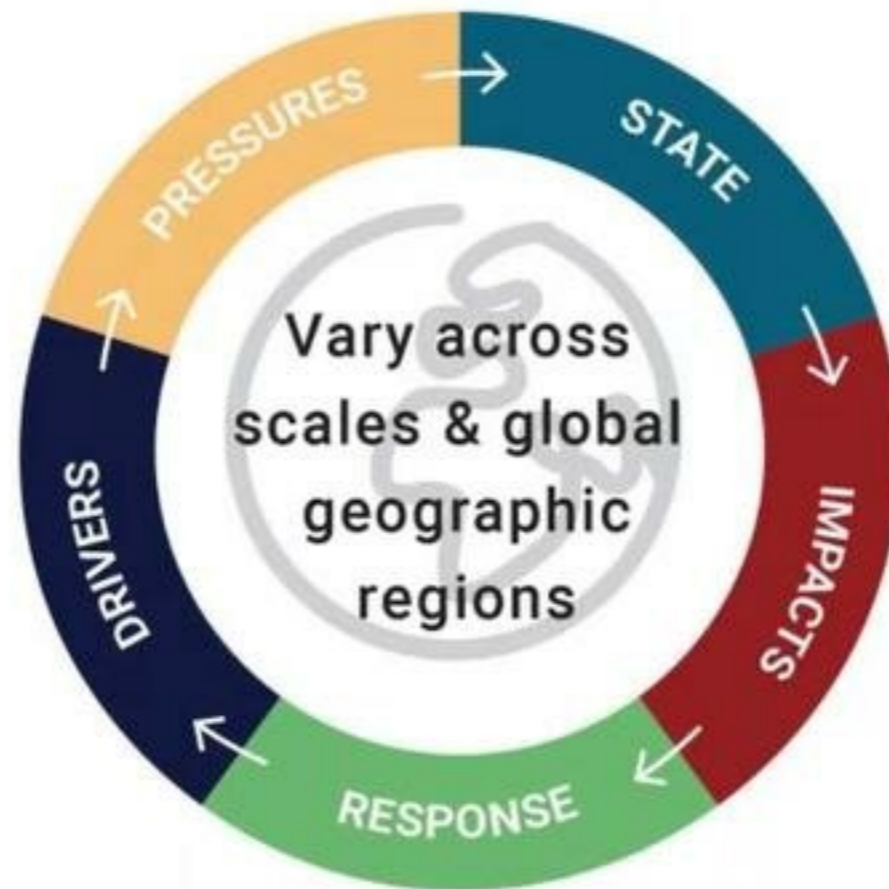 PRESSURES
STATE
Vary across
scales & global
geographic
regions
DRIVERS
IMPACTS
RESPONSE